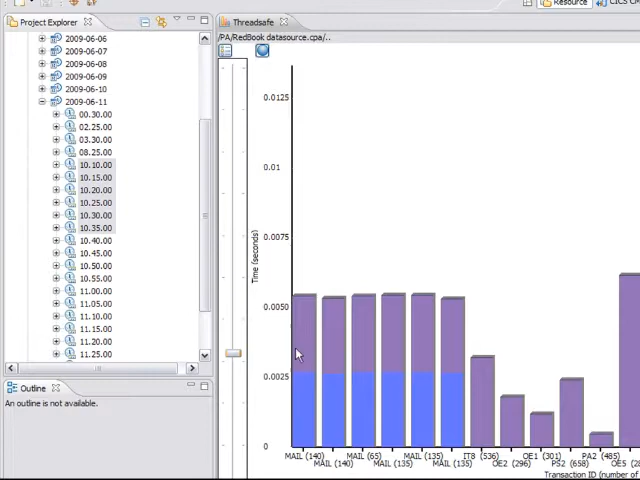 Resource
CICS
Project Explorer
Threadsafe
/PA/RedBook datasource.cpa/..
2009-06-06
2009-06-07
2009-06-08
2009-06-09
2009-06-10
2009-06-11
00.30.00
02.25.00
03.30.00
08.25.00
10.10.00
10.15.00
10.20.00
10.25.00
10.30.00
10.35.00
10.40.00
10.45.00
10.50.00
10.55.00
11.00.00
11.05.00
11.10.00
11.15.00
11.20.00
11.25.00
Outline
An outline is not available.
Time (seconds)
0.0125
0.01
0.0075
0.0050
0.0025
0
MAIL (140)
MAIL (140)
MAIL (65)
MAIL (135)
MAIL (135)
MAIL (135)
IT8 (536)
OE2 (296)
OE1 (301)
PS2 (658)
PA2 (485)
OE5 (28
Transaction ID (number of